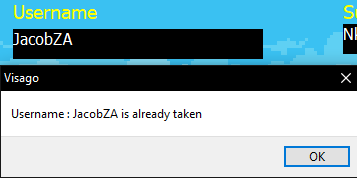 Username
JacobZA
Visago
Username : JacobZA is already taken
OK